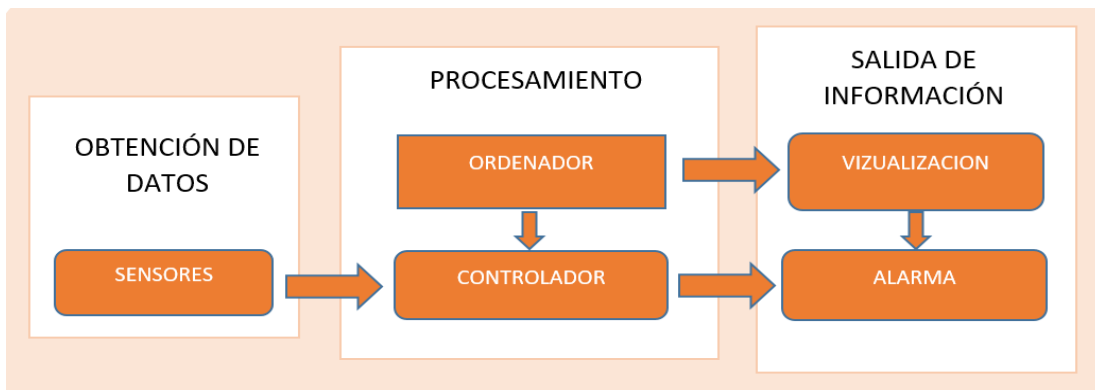 OBTENCIÓN DE
DATOS
SENSORES
PROCESAMIENTO
ORDENADOR
CONTROLADOR
SALIDA DE
INFORMACIÓN
VIZUALIZACION
ALARMA